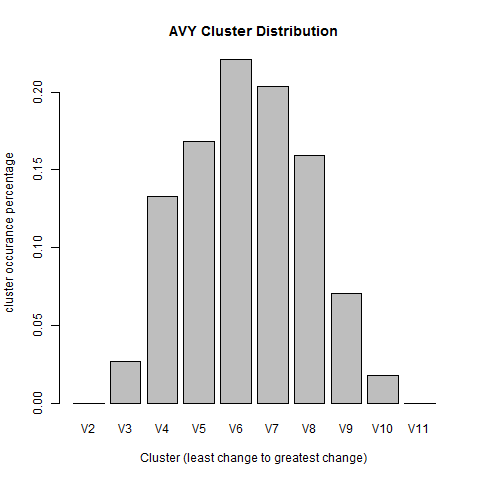 AVY Cluster Distribution
cluster occurance percentage
0.20
0.15
0.10
0.05
0.00
V2 V3 V4 V5 V6 V7 V8 V9 V10 V11
Cluster (least change to greatest change)